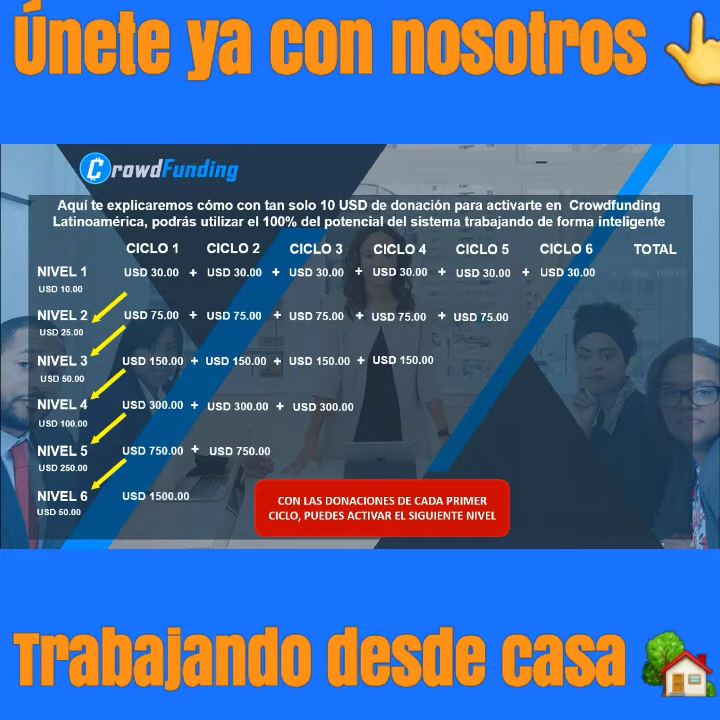 Únete ya con nosotros
CrowdFunding
Aquí te explicaremos cómo con tan solo 10 USD de donación para activarte en Crowdfunding
Latinoamérica, podrás utilizar el 100% del potencial del sistema trabajando de forma inteligente
CICLO 1 CICLO 2 CICLO 3 CICLO 4 CICLO 5 CICLO 6 TOTAL
NIVEL 1 USD 30.00 + USD 30.00 + USD 30.00 + USD 30.00 + USD 30.00 + USD 30.00
USD 10.00
NIVEL 2 USD 75.00 + USD 75.00 + USD 75.00 + USD 75.00 + USD 75.00
USD 25.00
NIVEL 3 USD 150.00 + USD 150.00 + USD 150.00 + USD 150.00
USD 50.00
NIVEL 4 USD 300.00 + USD 300.00 + USD 300.00
USD 100.00
NIVEL 5 USD 750.00 + USD 750.00
USD 250.00
NIVEL 6 USD 1500.00
USD 50.00
CON LAS DONACIONES DE CADA PRIMER
CICLO, PUEDES ACTIVAR EL SIGUIENTE NIVEL
Trabajando desde casa